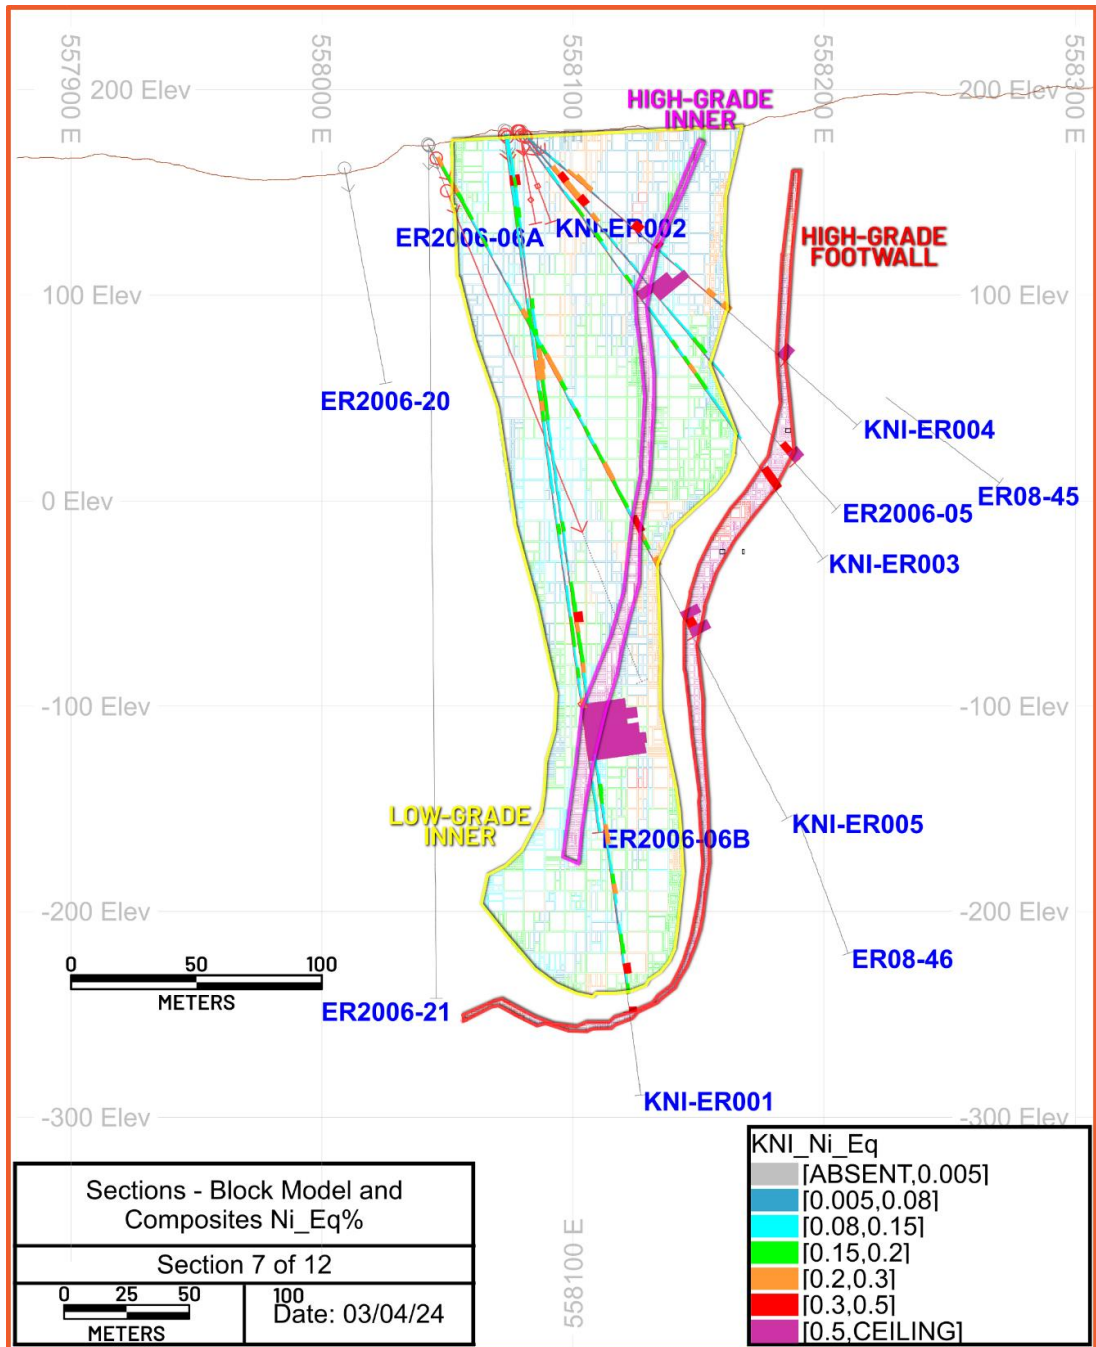 557900 E
558000 E
558100 E
558200 E
558300 E
200 Elev
200 Elev
HIGH-GRADE
INNER
ER2006-06A
KNI-ER002
HIGH-GRADE
FOOTWALL
100 Elev
100 Elev
ER2006-20
KNI-ER004
ER08-45
0 Elev
0 Elev
ER2006-05
KNI-ER003
-100 Elev
-100 Elev
LOW-GRADE
INNER
ER2006-06B
KNI-ER005
-200 Elev
-200 Elev
ER08-46
0 50 100
METERS
ER2006-21
KNI-ER001
-300 Elev
-300 Elev
558100 E
Sections - Block Model and
Composites Ni_Eq%
Section 7 of 12
0 25 50 100
METERS
Date: 03/04/24
KNI_Ni_Eq
[ABSENT,0.005]
[0.005,0.08]
[0.08,0.15]
[0.15,0.2]
[0.2,0.3]
[0.3,0.5]
[0.5,CEILING]